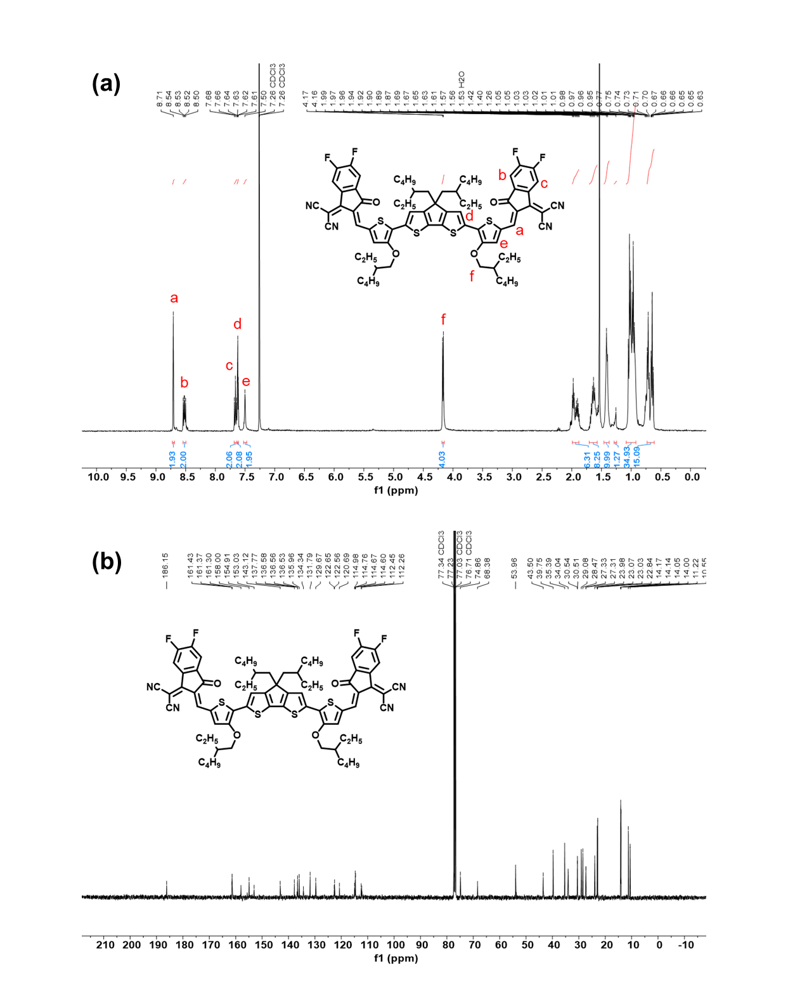 (a)
8.71 8.54 8.53 8.52 8.50 7.68 7.66 7.64 7.63 7.62 7.61 7.50 7.26 CDCl3 7.26 CDCl3 4.17 4.16 1.99 1.97 1.96 1.94 1.92 1.90 1.89 1.87 1.69 1.67 1.65 1.63 1.61 1.57 1.56 1.53 H2O 1.42 1.40 1.26 1.05 1.05 1.03 1.03 1.02 1.01 1.01 0.98 0.97 0.96 0.95 0.77 0.75 0.74 0.73 0.71 0.70 0.67 0.66 0.66 0.65 0.65 0.63
F F F F
b c
C4H9 C4H9
NC O C2H5 C2H5 O CN
CN S S d S S a CN
e
O O
C2H5 C2H5
C4H9 f C4H9
a b c d e f
1.93 2.00 2.06 2.08 1.95 4.03 6.31 8.25 9.99 1.27 34.93 15.09
10.0 9.5 9.0 8.5 8.0 7.5 7.0 6.5 6.0 5.5 5.0 4.5 4.0 3.5 3.0 2.5 2.0 1.5 1.0 0.5 0.0
f1 (ppm)
(b)
186.15 161.43 161.37 161.30 158.00 154.91 153.03 143.12 137.77 136.58 136.56 136.53 135.96 134.34 131.79 129.67 122.65 122.56 120.69 114.98 114.76 114.67 114.60 112.45 112.26 77.34 CDCl3 77.23 77.03 CDCl3 76.71 CDCl3 74.86 68.38 53.96 43.50 39.75 35.39 34.04 30.54 30.51 29.08 28.47 27.33 27.31 23.98 23.07 23.03 22.84 14.17 14.14 14.05 14.00 11.22 10.55
F F F F
C4H9 C4H9
NC O C2H5 C2H5 O CN
CN S S S S CN
O O
C2H5 C2H5
C4H9 C4H9
210 200 190 180 170 160 150 140 130 120 110 100 90 80 70 60 50 40 30 20 10 0 -10
f1 (ppm)